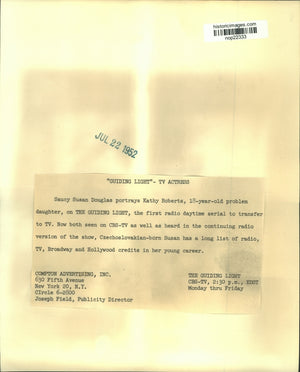 historicimages.com
nop22333
JUL 22 1952
"GUIDING LIGHT"- TV ACTRESS
Saucy Susan Douglas portrays Kathy Roberts, 18-year-old problem
daughter, on THE GUIDING LIGHT, the first radio daytime serial to transfer
to TV. Now both seen on CBS-TV as well as heard in the continuing radio
version of the show, Czechoslovakian-born Susan has a long list of radio,
TV, Broadway and Hollywood credits in her young career.
COMPTON ADVERTISING, INC.
630 Fifth Avenue
New York 20, N.Y.
CIrcle 6-2800
Joseph Field, Publicity Director
THE GUIDING LIGHT
CBS-TV, 2:30 p.m., EDST
Monday thru Friday